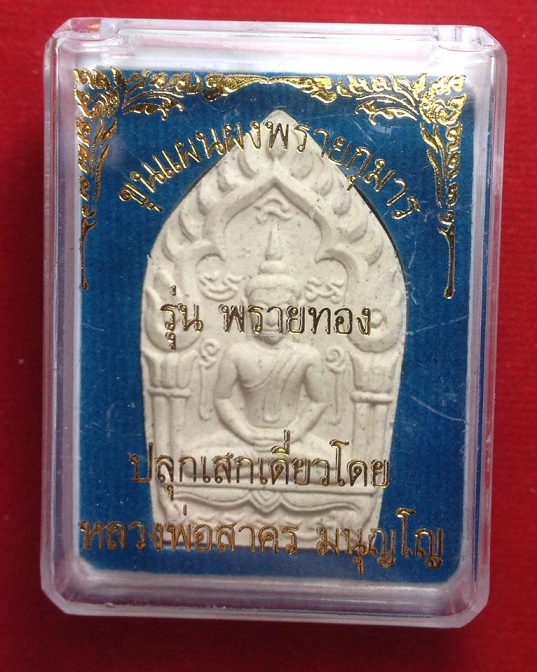 ขุนแผนผงพรายกุมาร
รุ่น พรายทอง
ปลุกเสกเดี่ยวโดย
หลวงพ่อสาคร มนุญโญ